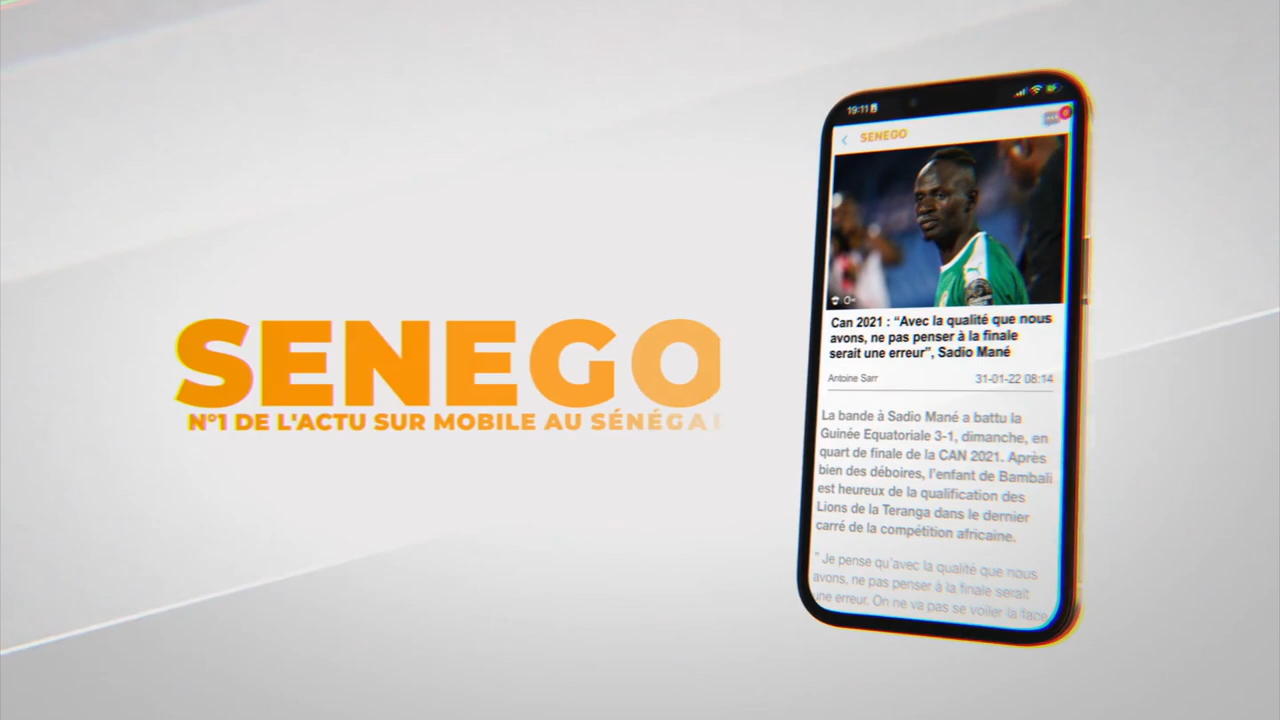 SENEGO
N°1 DE L'ACTU SUR MOBILE AU SÉNÉGAL
19:11
SENEGO
Can 2021 : “Avec la qualité que nous
avons, ne pas penser à la finale
serait une erreur”, Sadio Mané
Antoine Sarr 31-01-22 08:14
La bande à Sadio Mané a battu la
Guinée Equatoriale 3-1, dimanche, en
quart de finale de la CAN 2021. Après
bien des déboires, l'enfant de Bambali
est heureux de la qualification des
Lions de la Teranga dans le dernier
carré de la compétition africaine.
" Je pense qu'avec la qualité que nous
avons, ne pas penser à la finale serait
une erreur. On ne va pas se voiler la face